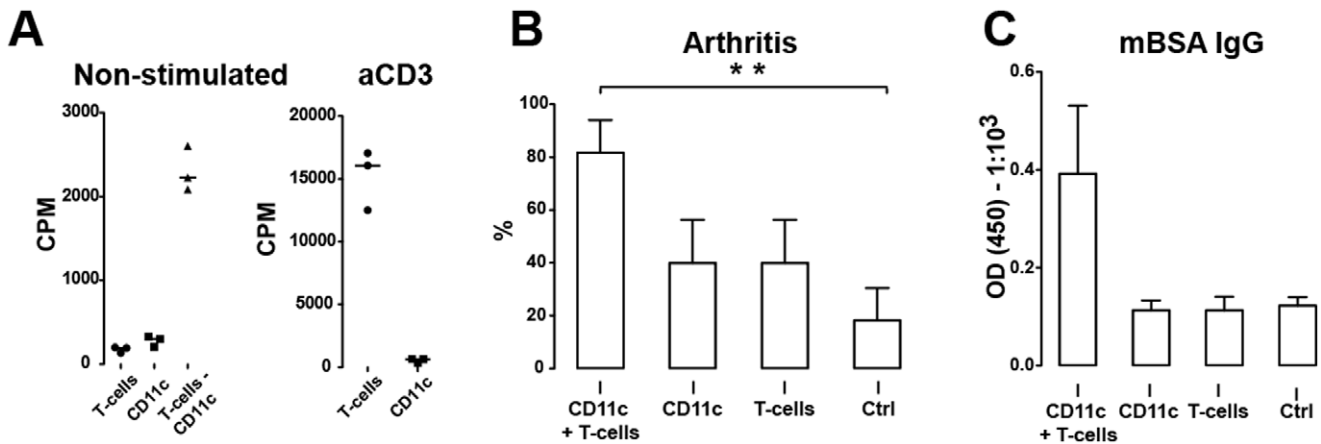 A
Non-stimulated
CPM
3000
2000
1000
0
T-cells
CD11c
T-cells -
CD11c
aCD3
CPM
20000
15000
10000
5000
0
T-cells
CD11c
B
Arthritis
* *
%
100
80
60
40
20
0
CD11c
+ T-cells
CD11c
T-cells
Ctrl
C
mBSA IgG
OD (450) - 1:10³
0.6
0.4
0.2
0.0
CD11c
+ T-cells
CD11c
T-cells
Ctrl